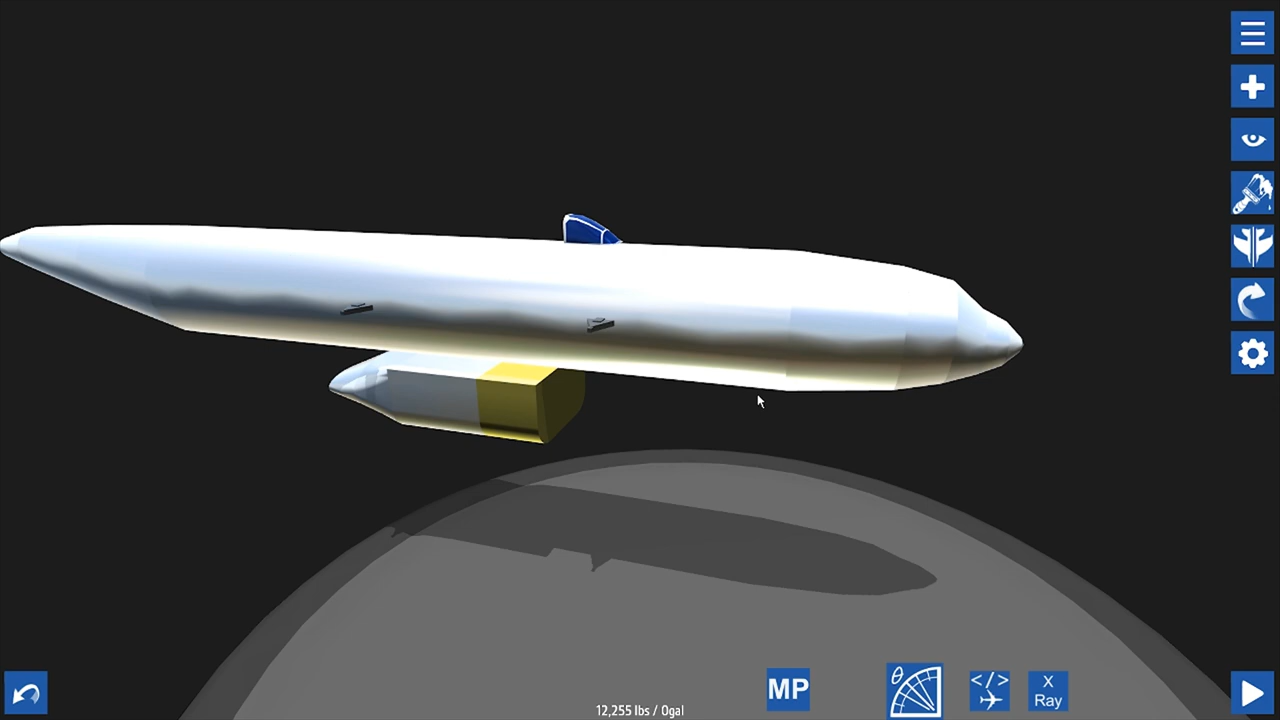 12,255 lbs / 0gal
MP
θ
</>
X
Ray